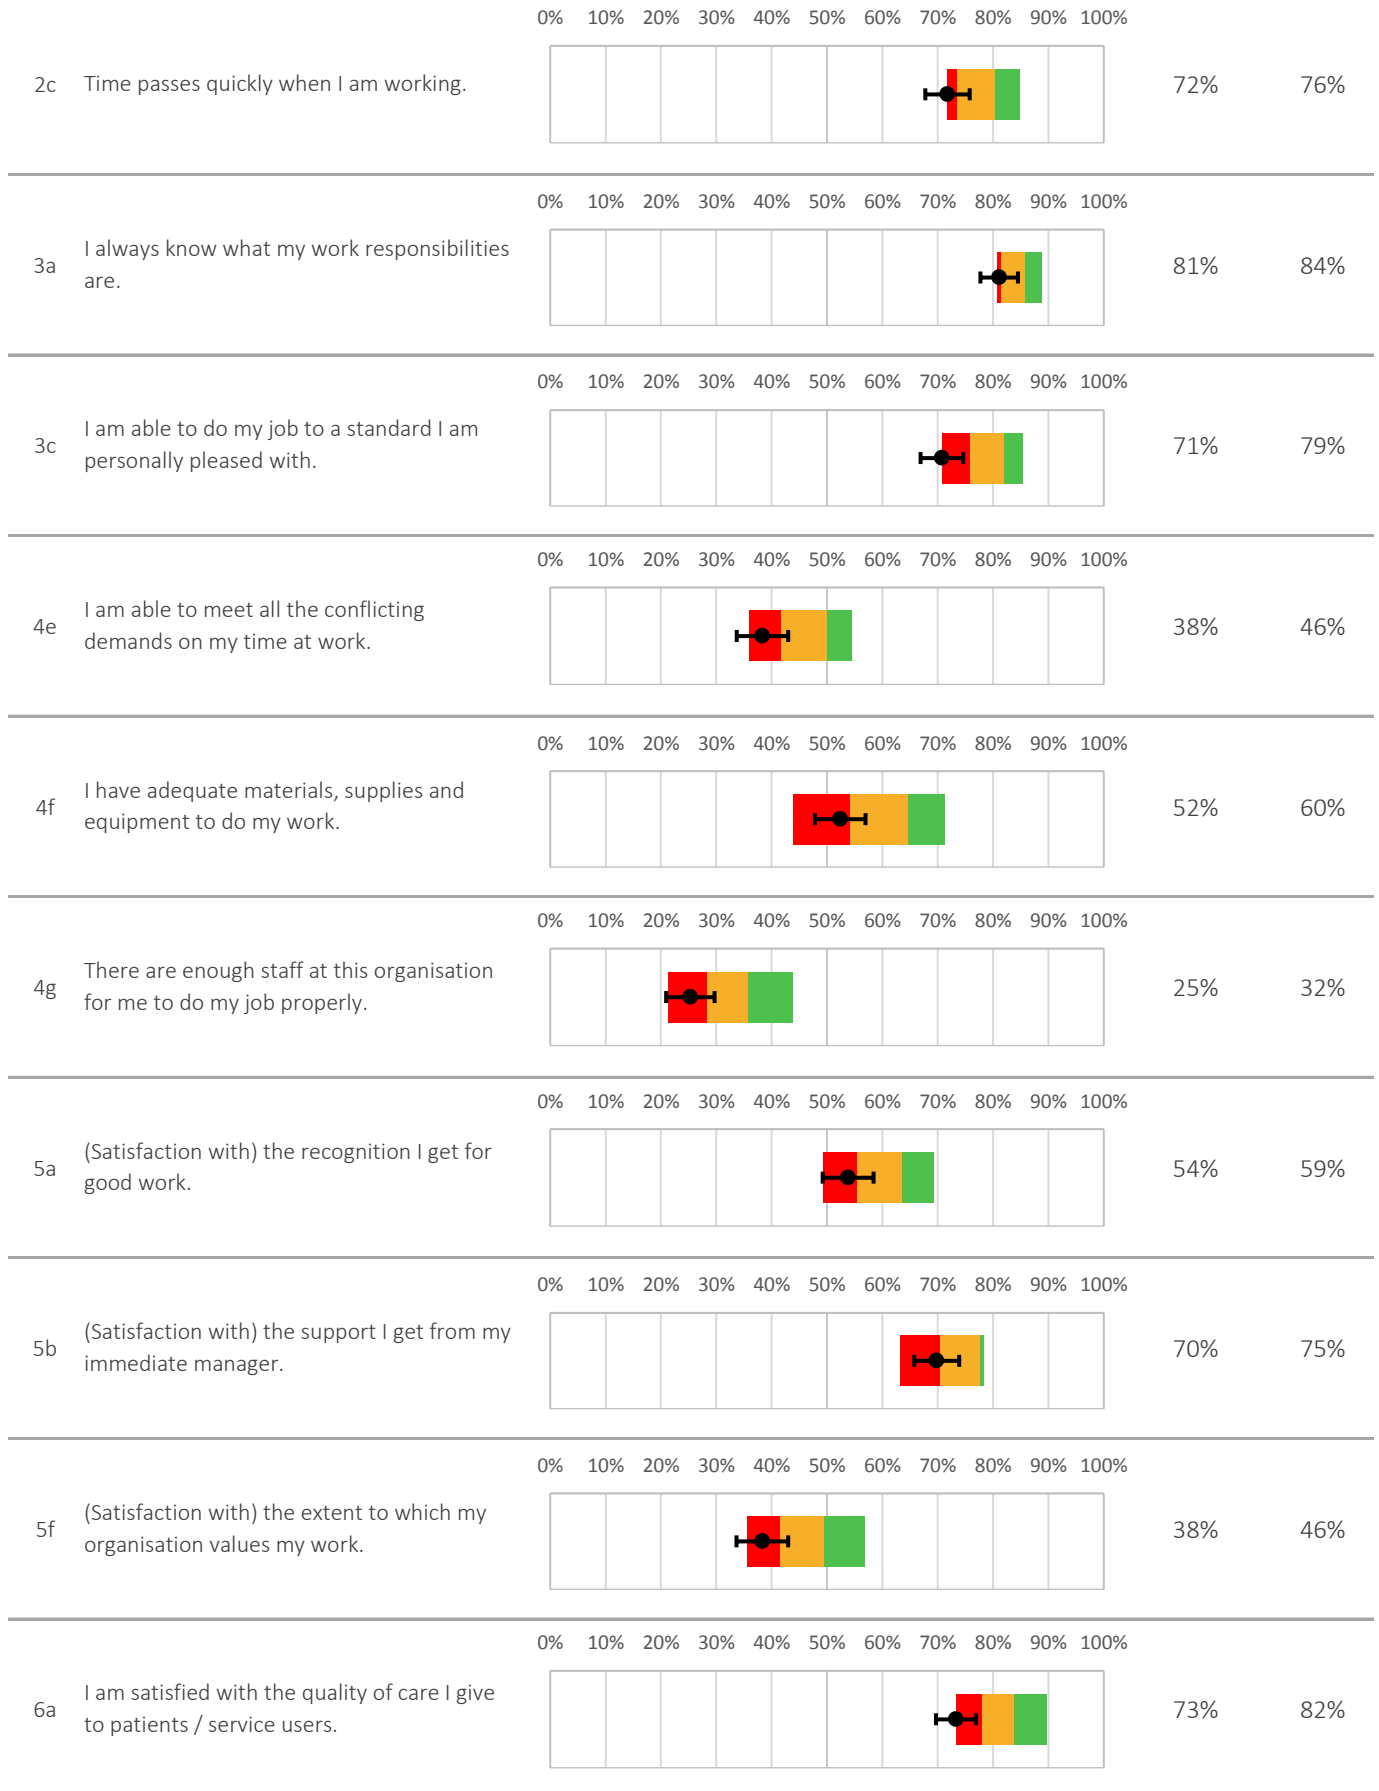 0% 10% 20% 30% 40% 50% 60% 70% 80% 90% 100%
2c Time passes quickly when I am working. 72% 76%
0% 10% 20% 30% 40% 50% 60% 70% 80% 90% 100%
I always know what my work responsibilities
3a 81% 84%
are.
0% 10% 20% 30% 40% 50% 60% 70% 80% 90% 100%
I am able to do my job to a standard I am
3c 71% 79%
personally pleased with.
0% 10% 20% 30% 40% 50% 60% 70% 80% 90% 100%
I am able to meet all the conflicting
4e 38% 46%
demands on my time at work.
0% 10% 20% 30% 40% 50% 60% 70% 80% 90% 100%
I have adequate materials, supplies and
4f 52% 60%
equipment to do my work.
0% 10% 20% 30% 40% 50% 60% 70% 80% 90% 100%
There are enough staff at this organisation
4g 25% 32%
for me to do my job properly.
0% 10% 20% 30% 40% 50% 60% 70% 80% 90% 100%
(Satisfaction with) the recognition I get for
5a 54% 59%
good work.
0% 10% 20% 30% 40% 50% 60% 70% 80% 90% 100%
(Satisfaction with) the support I get from my
5b 70% 75%
immediate manager.
0% 10% 20% 30% 40% 50% 60% 70% 80% 90% 100%
(Satisfaction with) the extent to which my
5f 38% 46%
organisation values my work.
0% 10% 20% 30% 40% 50% 60% 70% 80% 90% 100%
I am satisfied with the quality of care I give
6a 73% 82%
to patients / service users.